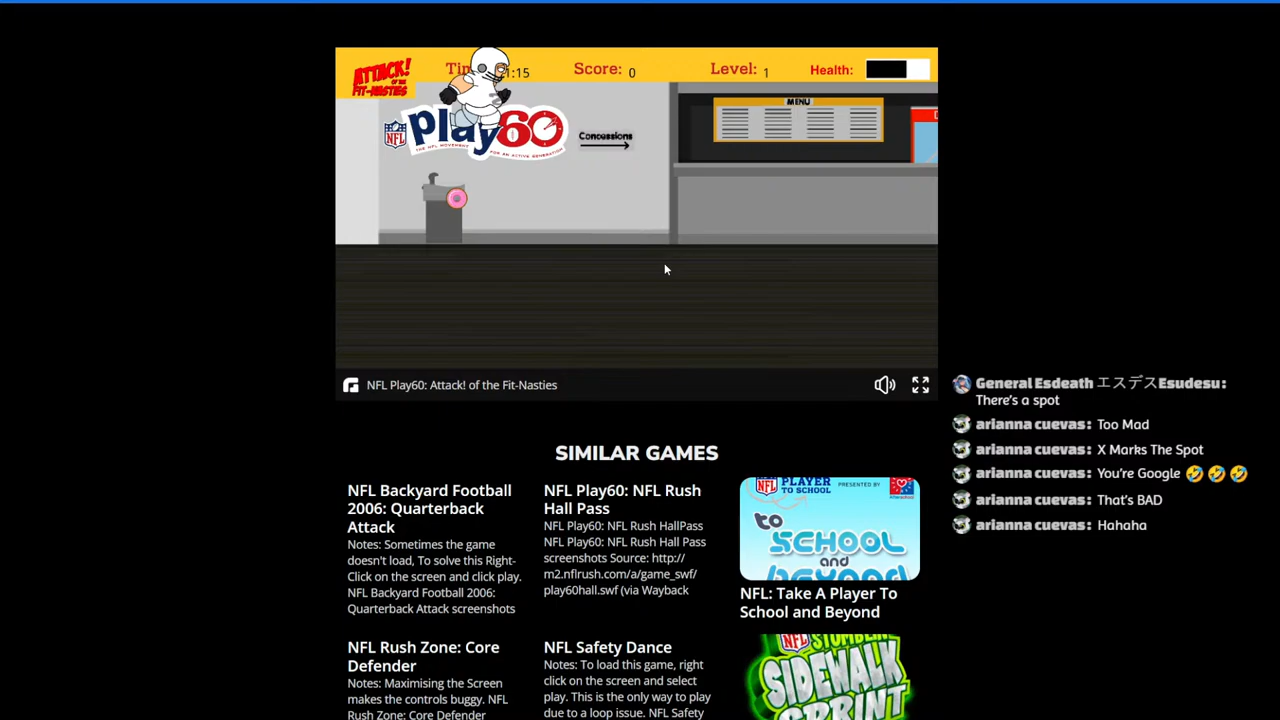 ATTACK!
OF THE
FIT-NASTIES
1:15
Score: 0
Level: 1
Health:
MENU
NFL
play60
THE NFL MOVEMENT FOR AN ACTIVE GENERATION
Concessions
NFL Play60: Attack! of the Fit-Nasties
General Esdeath エスデスEsudesu:
There's a spot
arianna cuevas: Too Mad
arianna cuevas: X Marks The Spot
arianna cuevas: You're Google 🤣🤣🤣
arianna cuevas: That's BAD
arianna cuevas: Hahaha
SIMILAR GAMES
NFL Backyard Football
2006: Quarterback
Attack
Notes: Sometimes the game
doesn't load, To solve this Right-
Click on the screen and click play.
NFL Backyard Football 2006:
Quarterback Attack screenshots
NFL Play60: NFL Rush
Hall Pass
NFL Play60: NFL Rush HallPass
NFL Play60: NFL Rush Hall Pass
screenshots Source: http://
m2.nflrush.com/a/game_swf/
play60hall.swf (via Wayback
NFL
PLAYER
TO SCHOOL
PRESENTED BY
to
SCHOOL
and
BEYOND
NFL: Take A Player To
School and Beyond
NFL Rush Zone: Core
Defender
Notes: Maximising the Screen
makes the controls buggy. NFL
Rush Zone: Core Defender
NFL Safety Dance
Notes: To load this game, right
click on the screen and select
play. This is the only way to play
due to a loop issue. NFL Safety
NFL
STUMBLIN'
SIDEWALK
SPRINT